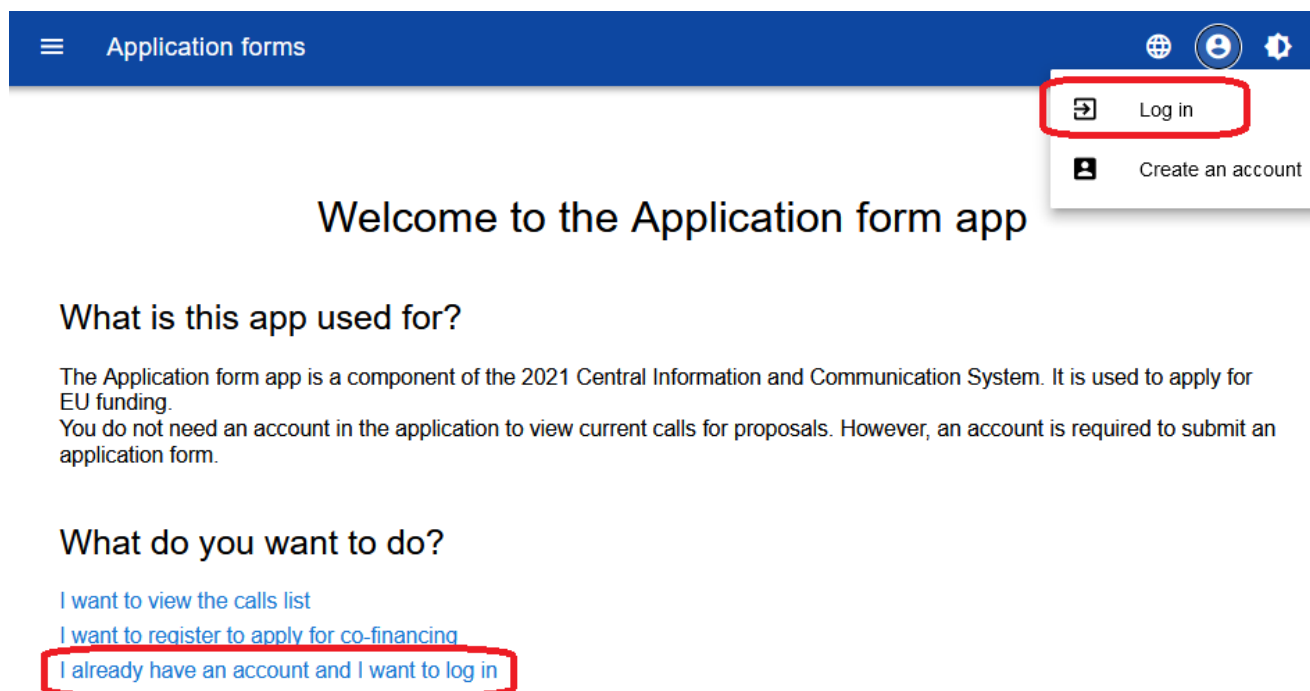 Application forms
Log in
Create an account
Welcome to the Application form app
What is this app used for?
The Application form app is a component of the 2021 Central Information and Communication System. It is used to apply for
EU funding.
You do not need an account in the application to view current calls for proposals. However, an account is required to submit an
application form.
What do you want to do?
I want to view the calls list
I want to register to apply for co-financing
I already have an account and I want to log in